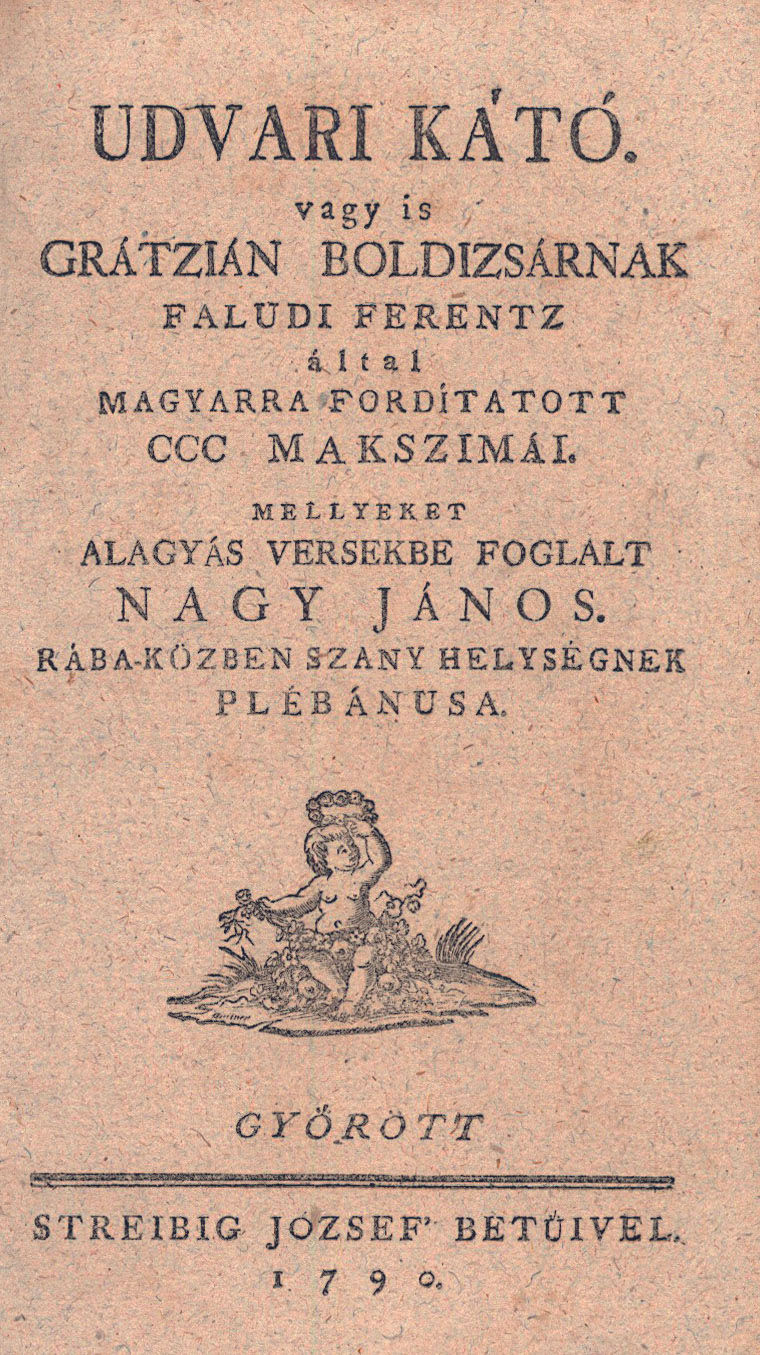 UDVARI KÁTÓ.
vagy is
GRÁTZIÁN BOLDIZSÁRNAK
FALUDI FERENTZ
által
MAGYARRA FORDÍTATOTT
CCC MAKSZIMÁI.
MELLYEKET
ALAGYÁS VERSEKBE FOGLALT
NAGY JÁNOS.
RÁBA-KÖZBEN SZANY HELYSÉGNEK
PLÉBÁNUSA.
GYŐRÖTT
STREIBIG JÓZSEF' BETŰIVEL.
1790.